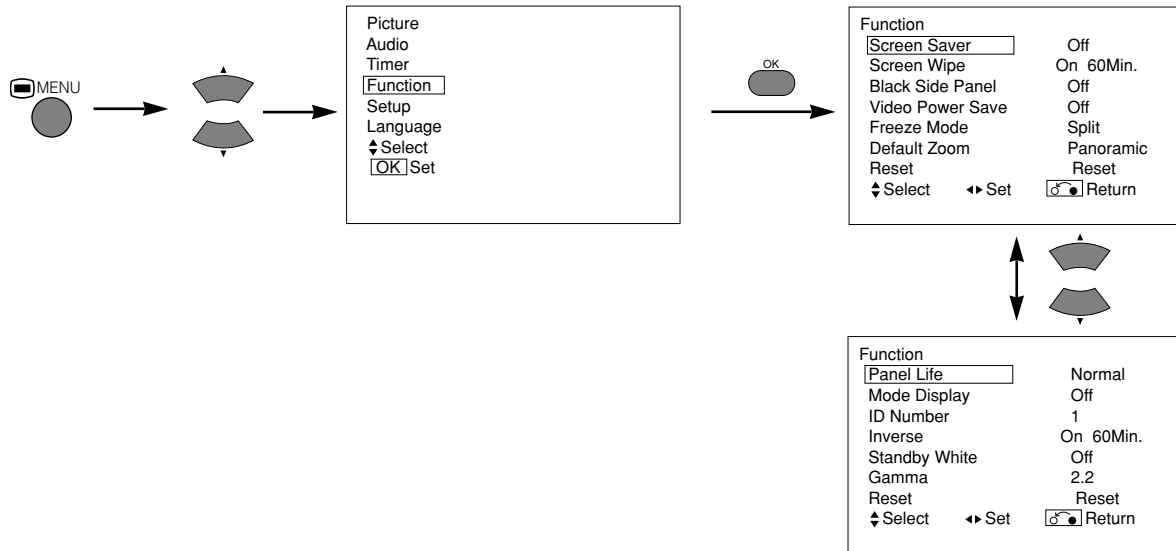 MENU
Picture
Audio
Timer
Function
Setup
Language
Select
OK Set
OK
Function
Screen Saver Off
Screen Wipe On 60Min.
Black Side Panel Off
Video Power Save Off
Freeze Mode Split
Default Zoom Panoramic
Reset Reset
Select Set Return
Function
Panel Life Normal
Mode Display Off
ID Number 1
Inverse On 60Min.
Standby White Off
Gamma 2.2
Reset Reset
Select Set Return